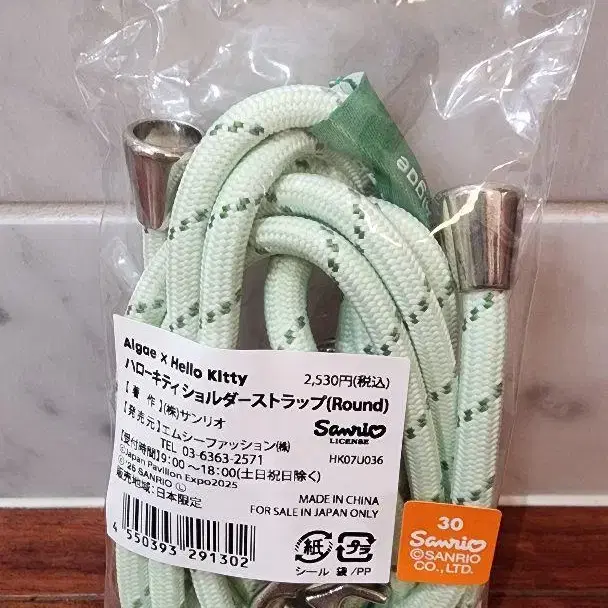 algae
Algae x Hello Kitty
2,530円(税込)
ハローキティショルダーストラップ(Round)
【著 作】(株)サンリオ
【発売元】エムシーファッション㈱
TEL 03-6363-2571
【受付時間】9:00〜18:00(土日祝日除く)
©Japan Pavilion Expo2025
© '26 SANRIO Ⓛ
販売地域:日本限定
Sanrio
LICENSE
HK07U036
MADE IN CHINA
FOR SALE IN JAPAN ONLY
4 550393 291302
紙 プラ
シール 袋/PP
30
Sanrio
©SANRIO
CO., LTD.